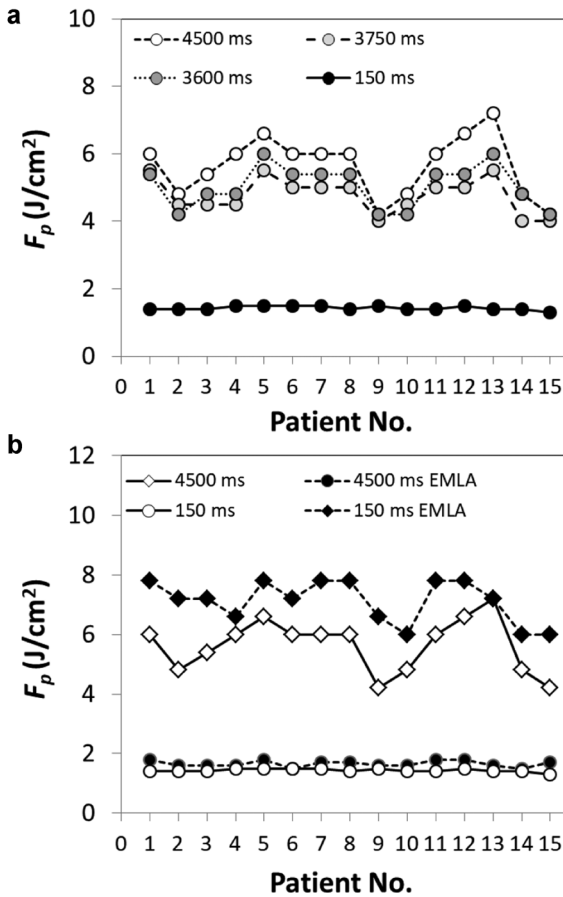 a
10
4500 ms 3750 ms
3600 ms 150 ms
8
6
4
2
0
Fp (J/cm²)
0 1 2 3 4 5 6 7 8 9 10 11 12 13 14 15
Patient No.
b
12
4500 ms 4500 ms EMLA
150 ms 150 ms EMLA
10
8
6
4
2
0
Fp (J/cm²)
0 1 2 3 4 5 6 7 8 9 10 11 12 13 14 15
Patient No.